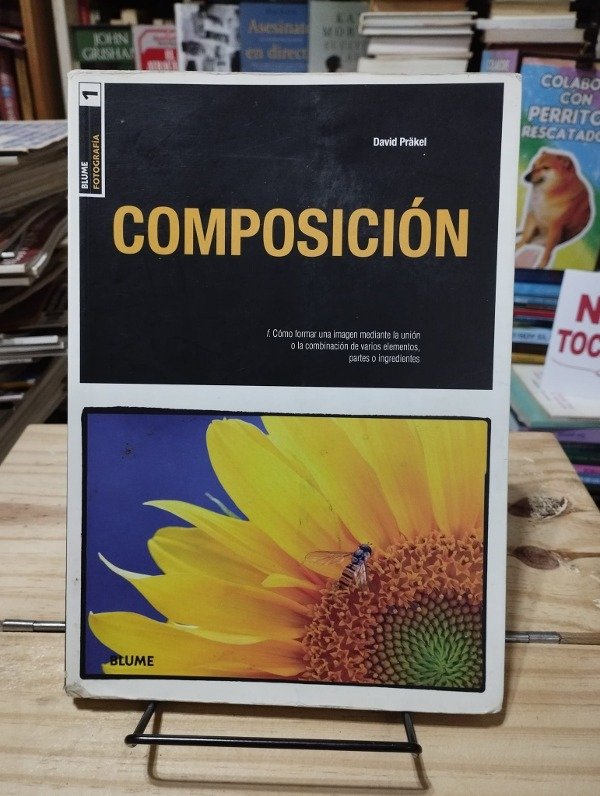 JOHN
GRISHAM
Asesinato
en directo
1
BLUME
FOTOGRAFÍA
David Präkel
COMPOSICIÓN
f. Cómo formar una imagen mediante la unión
o la combinación de varios elementos,
partes o ingredientes
BLUME
CON
PERRITO
RESCATADO
N
TOC